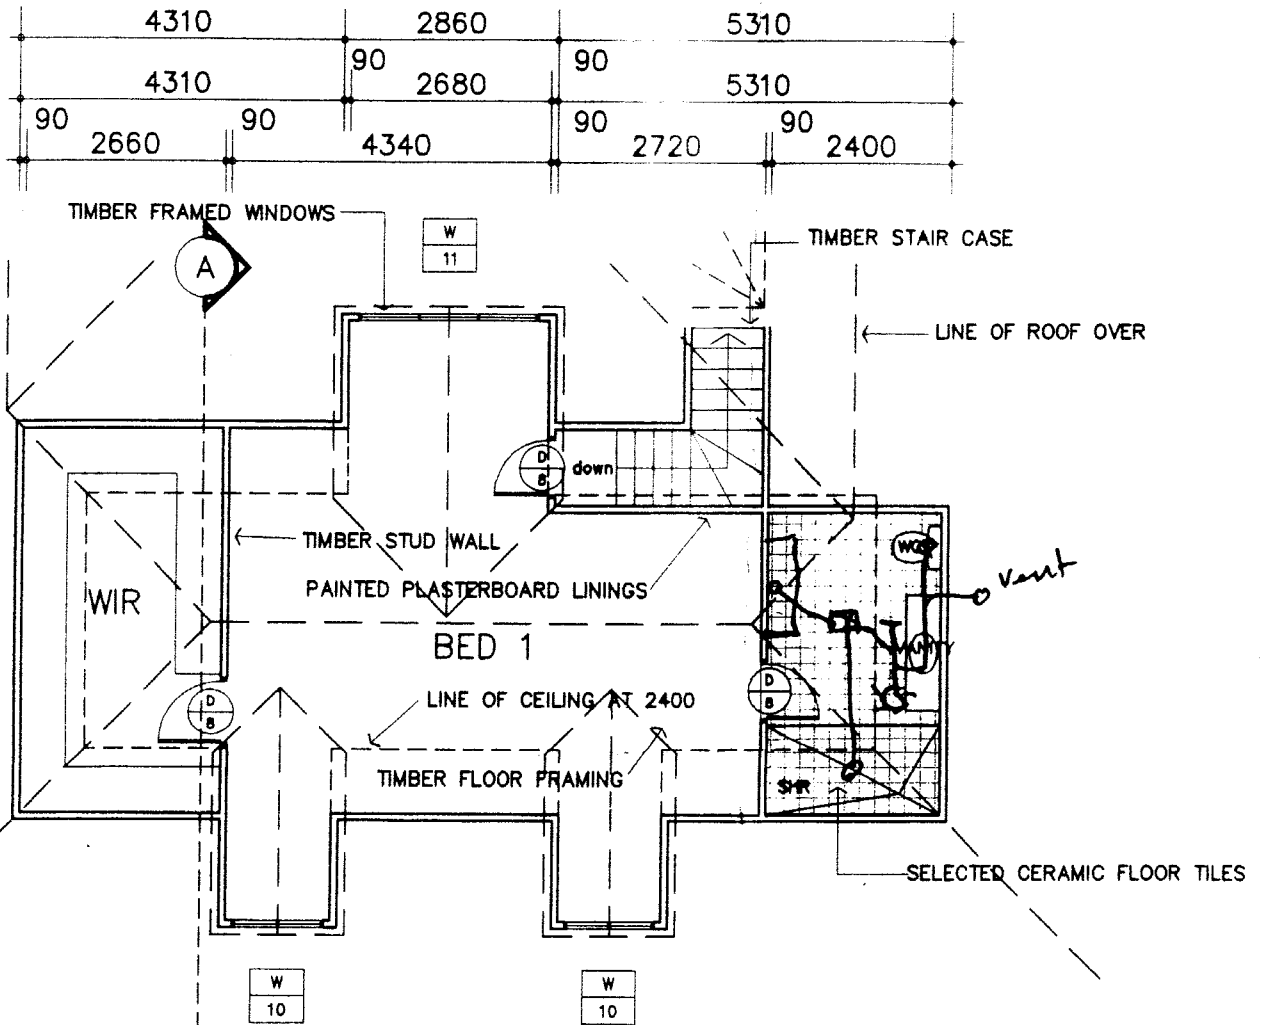 4310 2860 5310
90 90
4310 2680 5310
90 90 90 90
2660 4340 2720 2400
TIMBER FRAMED WINDOWS
W
11
TIMBER STAIR CASE
A
LINE OF ROOF OVER
D
8
down
TIMBER STUD WALL
WC
vent
PAINTED PLASTERBOARD LININGS
WIR
BED 1
VANITY
D
8
D
8
LINE OF CEILING AT 2400
TIMBER FLOOR FRAMING
SHR
SELECTED CERAMIC FLOOR TILES
W
10
W
10